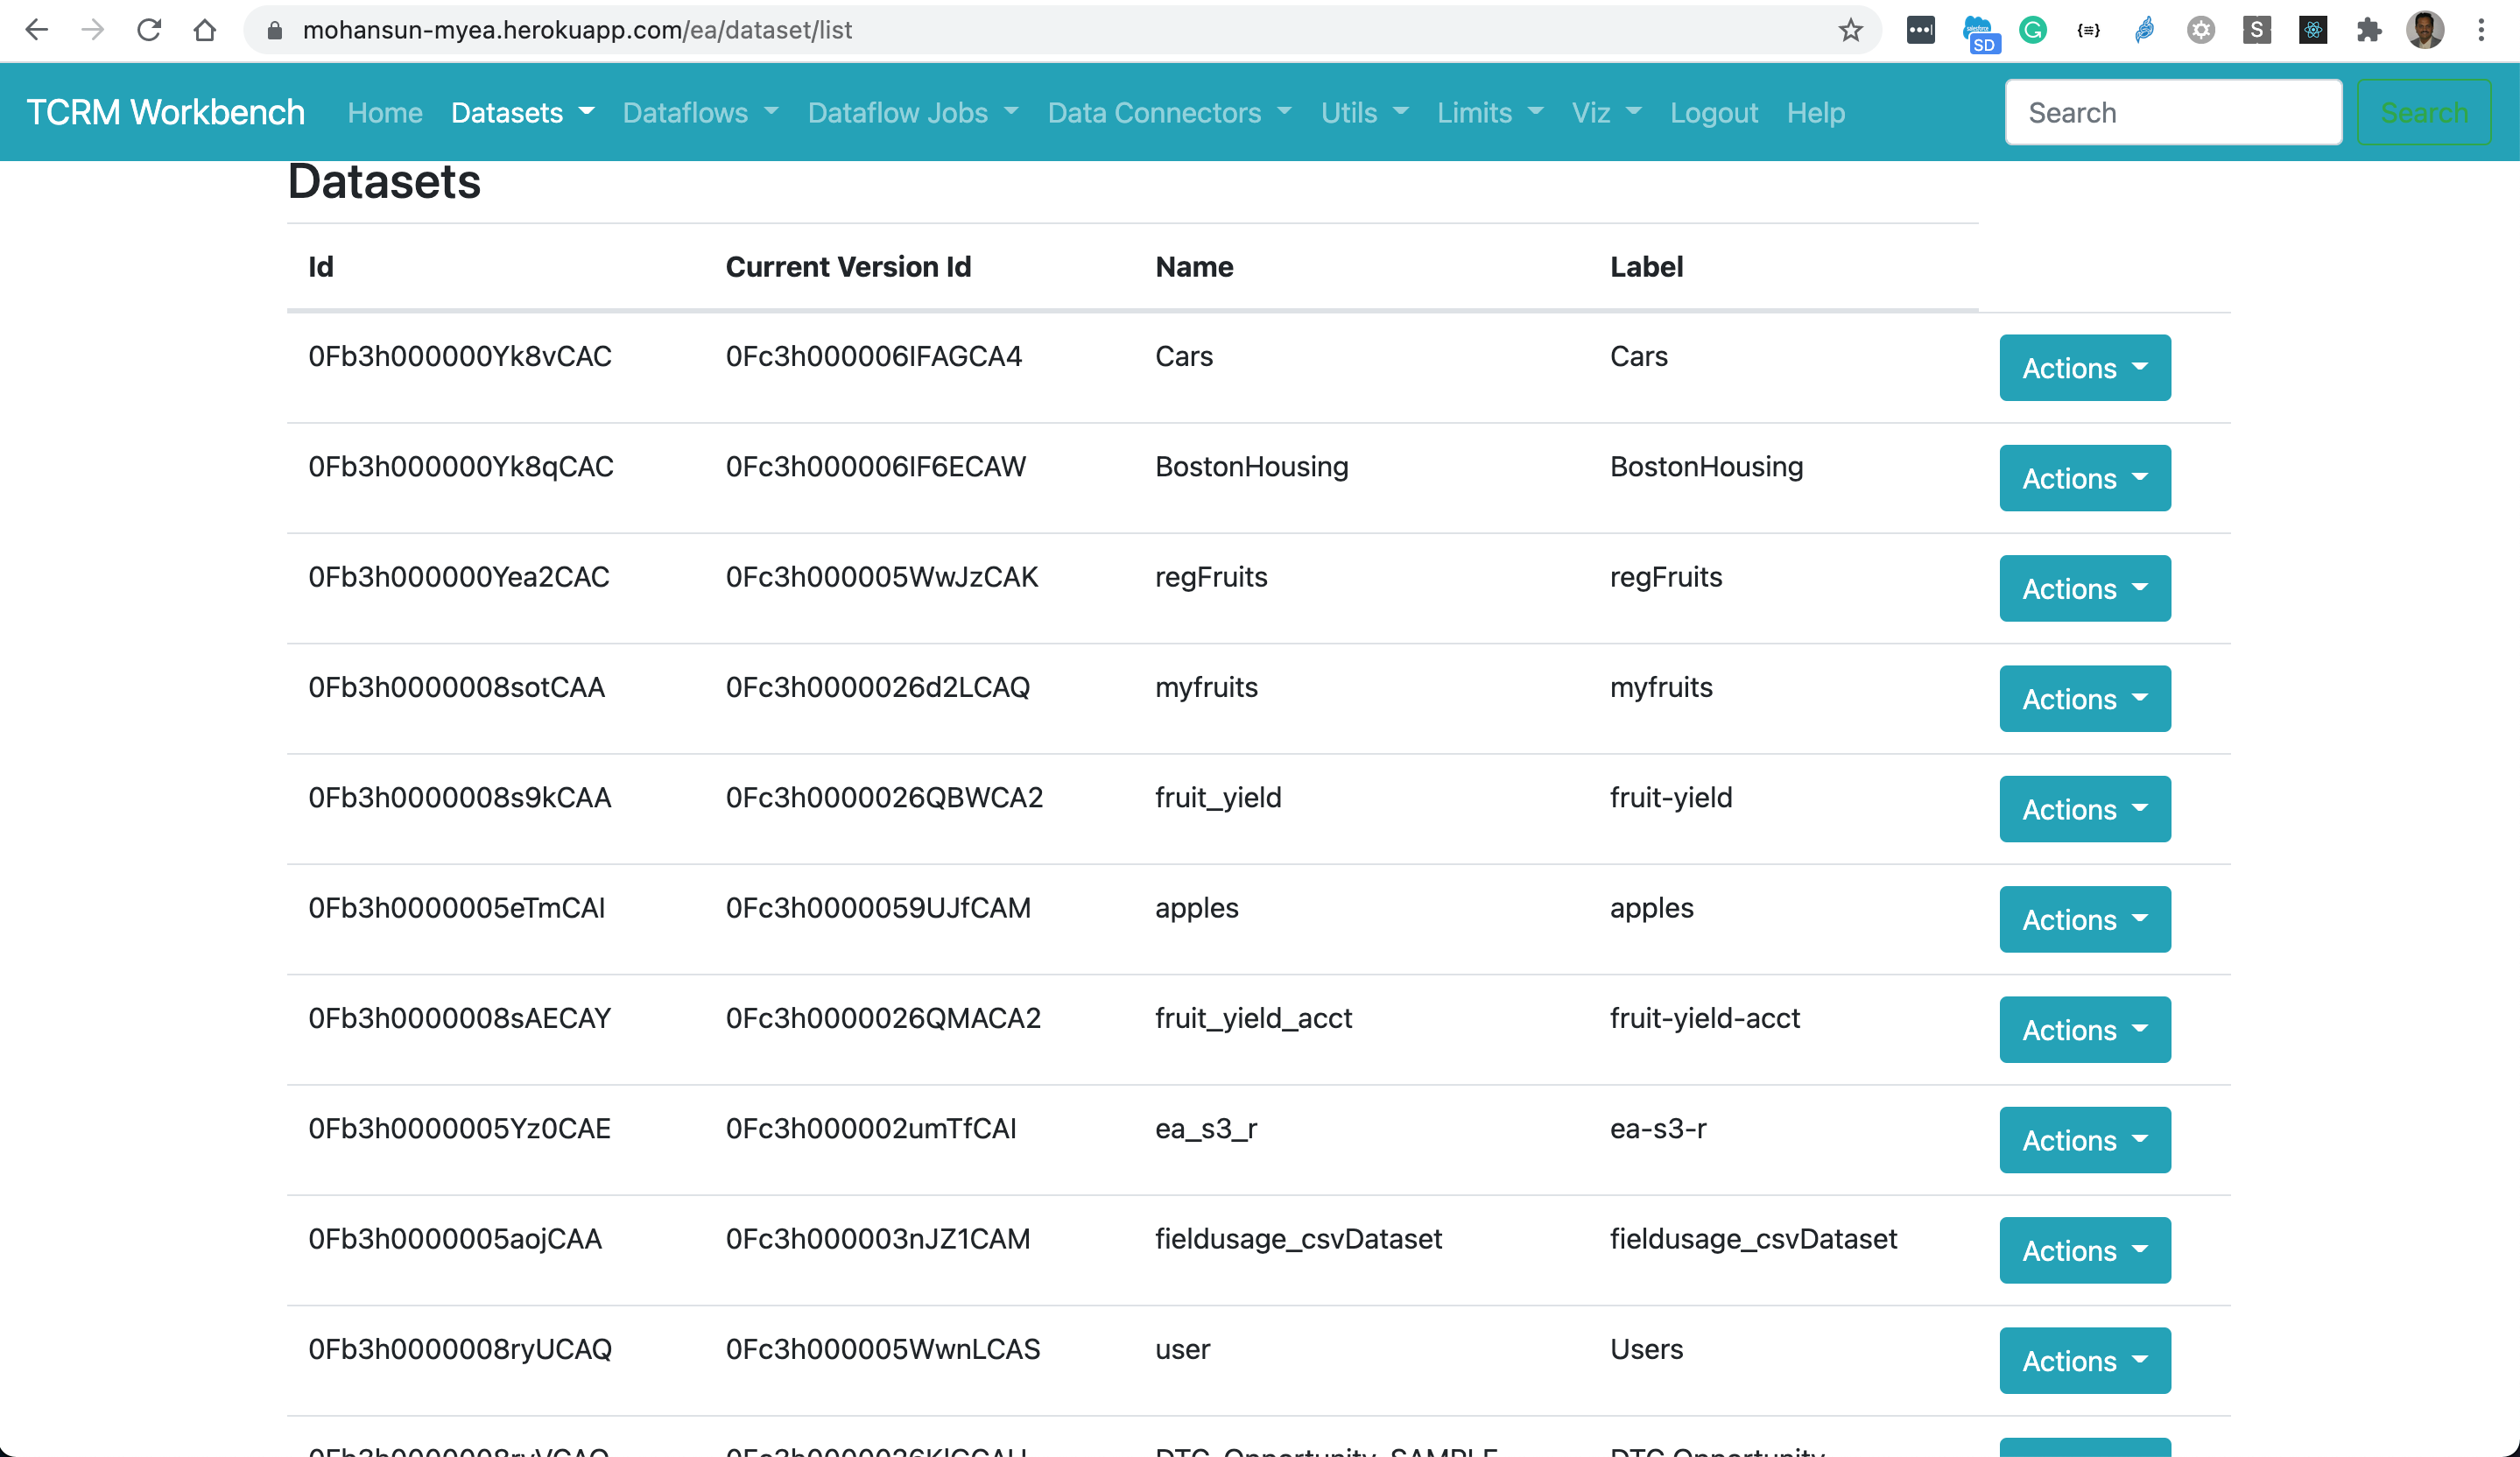 mohansun-myea.herokuapp.com/ea/dataset/list
SD
S
TCRM Workbench Home Datasets Dataflows Dataflow Jobs Data Connectors Utils Limits Viz Logout Help Search Search
Datasets
Id Current Version Id Name Label
0Fb3h000000Yk8vCAC 0Fc3h000006IFAGCA4 Cars Cars Actions
0Fb3h000000Yk8qCAC 0Fc3h000006IF6ECAW BostonHousing BostonHousing Actions
0Fb3h000000Yea2CAC 0Fc3h000005WwJzCAK regFruits regFruits Actions
0Fb3h0000008sotCAA 0Fc3h0000026d2LCAQ myfruits myfruits Actions
0Fb3h0000008s9kCAA 0Fc3h0000026QBWCA2 fruit_yield fruit-yield Actions
0Fb3h0000005eTmCAI 0Fc3h0000059UJfCAM apples apples Actions
0Fb3h0000008sAECAY 0Fc3h0000026QMACA2 fruit_yield_acct fruit-yield-acct Actions
0Fb3h0000005Yz0CAE 0Fc3h000002umTfCAI ea_s3_r ea-s3-r Actions
0Fb3h0000005aojCAA 0Fc3h000003nJZ1CAM fieldusage_csvDataset fieldusage_csvDataset Actions
0Fb3h0000008ryUCAQ 0Fc3h000005WwnLCAS user Users Actions
DTC_Opportunity_SAMPLE DTC Opportunity